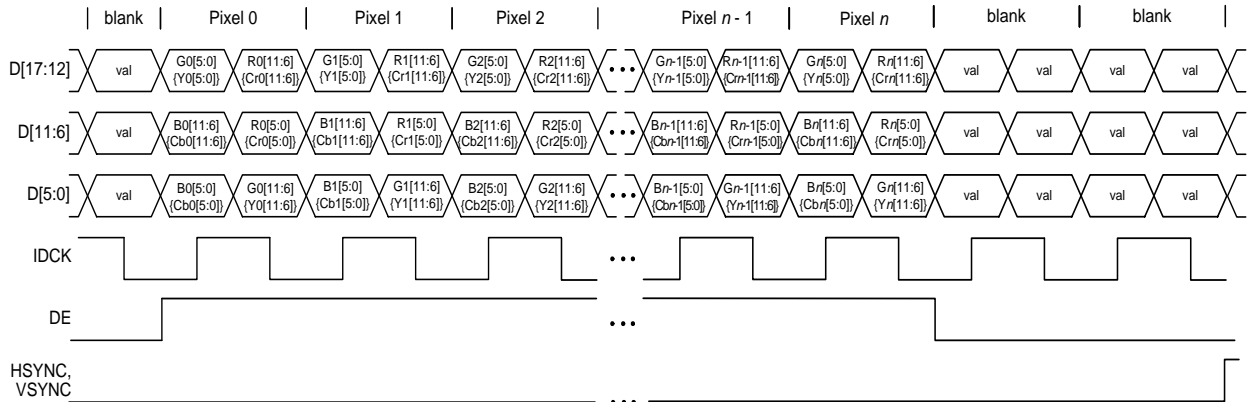 | blank | Pixel 0 | Pixel 1 | Pixel 2 | Pixel n - 1 | Pixel n | blank | blank |
D[17:12] val G0[5:0] {Y0[5:0]} R0[11:6] {Cr0[11:6]} G1[5:0] {Y1[5:0]} R1[11:6] {Cr1[11:6]} G2[5:0] {Y2[5:0]} R2[11:6] {Cr2[11:6]} ••• Gn-1[5:0] {Yn-1[5:0]} Rn-1[11:6] {Crn-1[11:6]} Gn[5:0] {Yn[5:0]} Rn[11:6] {Crn[11:6]} val val val val
D[11:6] val B0[11:6] {Cb0[11:6]} R0[5:0] {Cr0[5:0]} B1[11:6] {Cb1[11:6]} R1[5:0] {Cr1[5:0]} B2[11:6] {Cb2[11:6]} R2[5:0] {Cr2[5:0]} ••• Bn-1[11:6] {Cbn-1[11:6]} Rn-1[5:0] {Crn-1[5:0]} Bn[11:6] {Cbn[11:6]} Rn[5:0] {Crn[5:0]} val val val val
D[5:0] val B0[5:0] {Cb0[5:0]} G0[11:6] {Y0[11:6]} B1[5:0] {Cb1[5:0]} G1[11:6] {Y1[11:6]} B2[5:0] {Cb2[5:0]} G2[11:6] {Y2[11:6]} ••• Bn-1[5:0] {Cbn-1[5:0]} Gn-1[11:6] {Yn-1[11:6]} Bn[5:0] {Cbn[5:0]} Gn[11:6] {Yn[11:6]} val val val val
IDCK •••
DE •••
HSYNC,
VSYNC •••